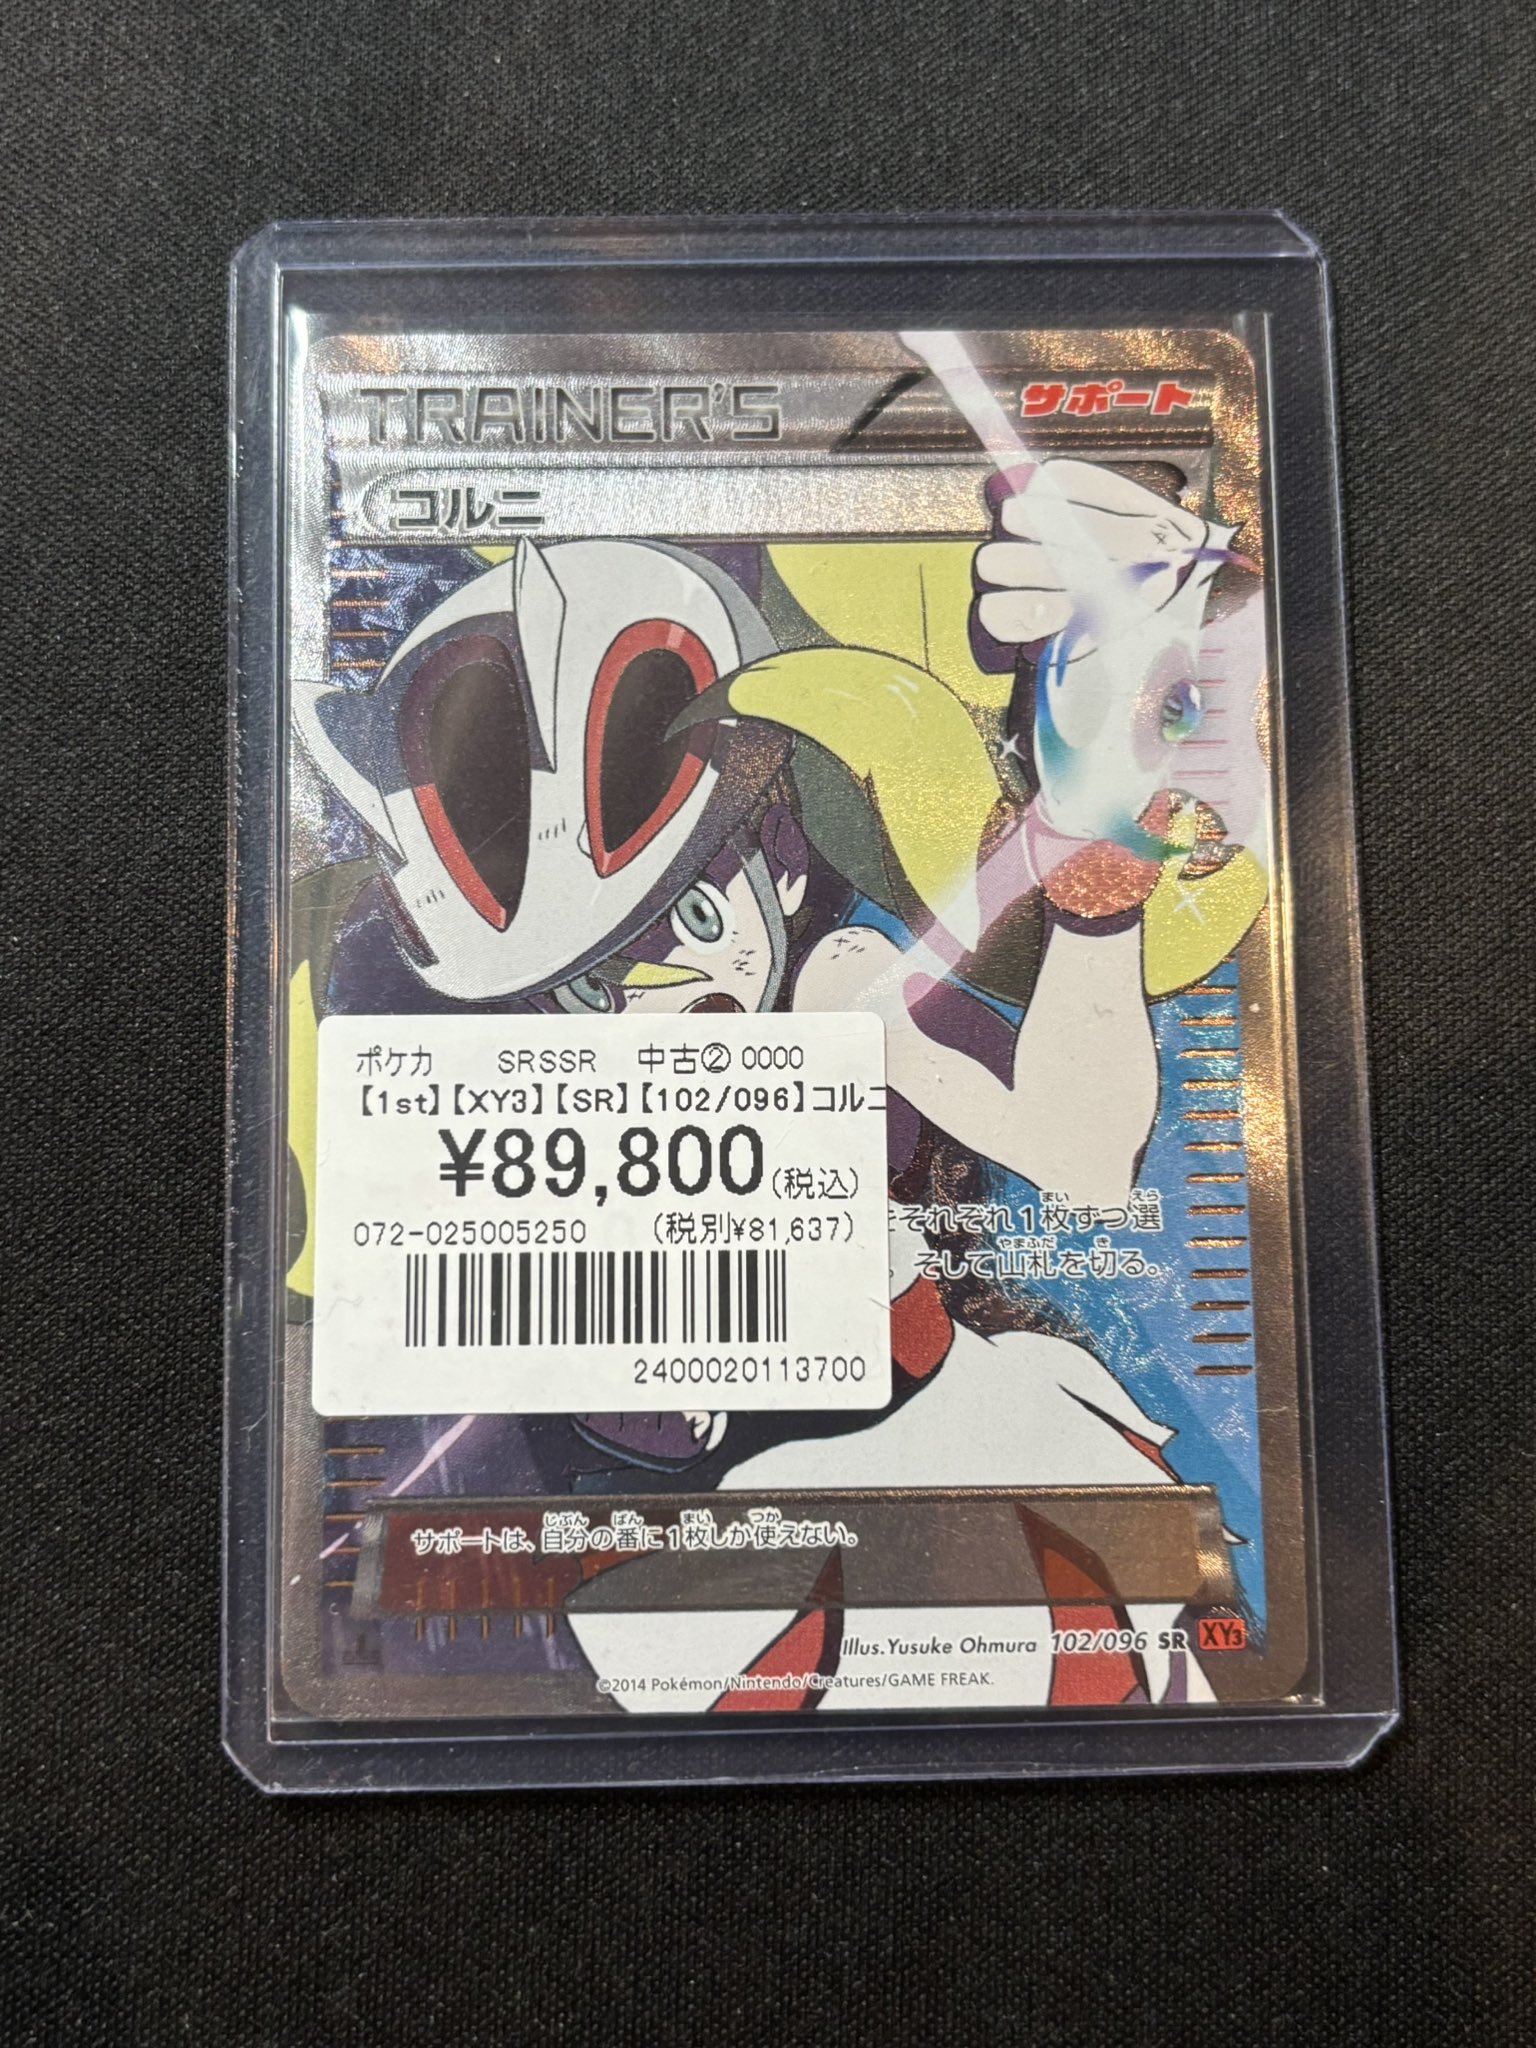 TRAINER'S サポート
コルニ
ポケカ SRSSR 中古② 0000
【1st】【XY3】【SR】【102/096】コルニ
¥89,800(税込)
072-025005250 (税別¥81,637)
2400020113700
をそれぞれ1枚ずつ選
。そして山札を切る。
サポートは、自分の番に1枚しか使えない。
Illus.Yusuke Ohmura 102/096 SR XY3
©2014 Pokémon/Nintendo/Creatures/GAME FREAK.